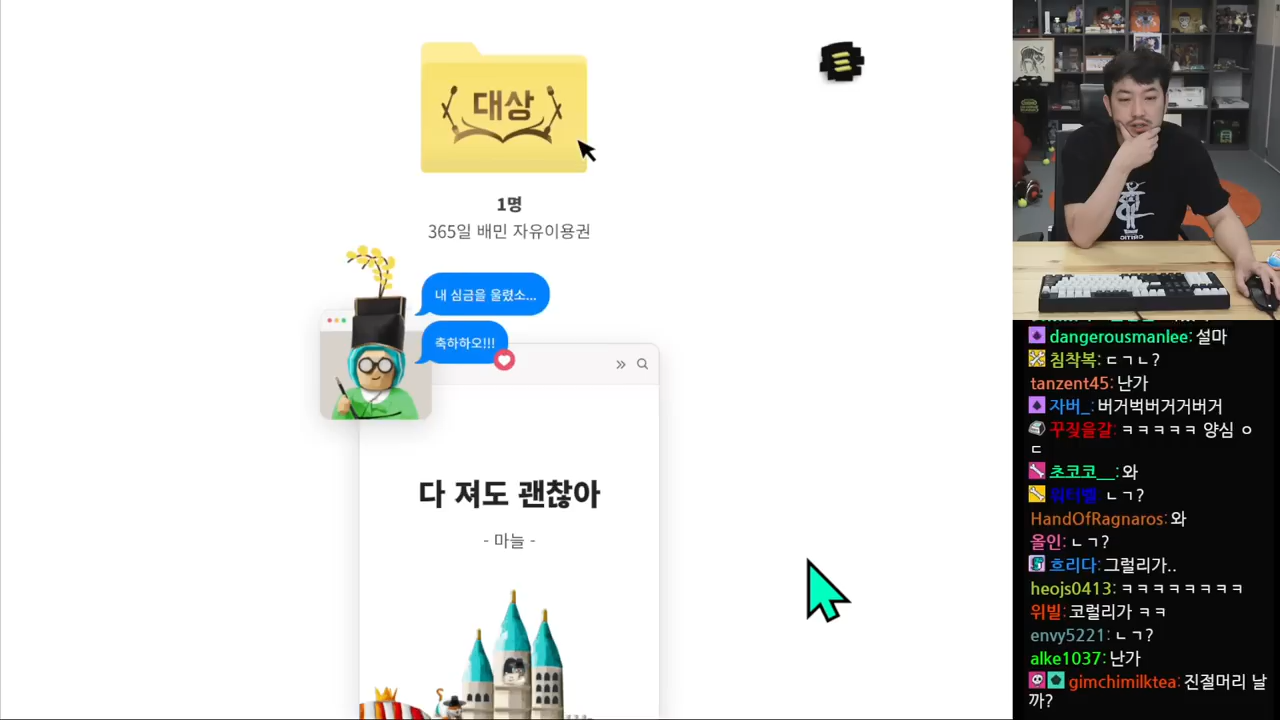 대상
1명
365일 배민 자유이용권
내 심금을 울렸소...
축하하오!!!
다 져도 괜찮아
- 마늘 -
dangerousmanlee: 설마
침착복: ㄷㄱㄴ?
tanzent45: 난가
자버_: 버거벅버거거버거
꾸짖을갈: ㅋㅋㅋㅋㅋ 양심 ㅇ
ㄷ
초코코__: 와
워터벨 ㄴㄱ?
HandOfRagnaros: 와
올인: ㄴㄱ?
흐리다: 그럴리가..
heojs0413: ㅋㅋㅋㅋㅋㅋㅋㅋ
위빌: 코럴리가 ㅋㅋ
envy5221: ㄴㄱ?
alke1037: 난가
gimchimilktea: 진절머리 날
까?